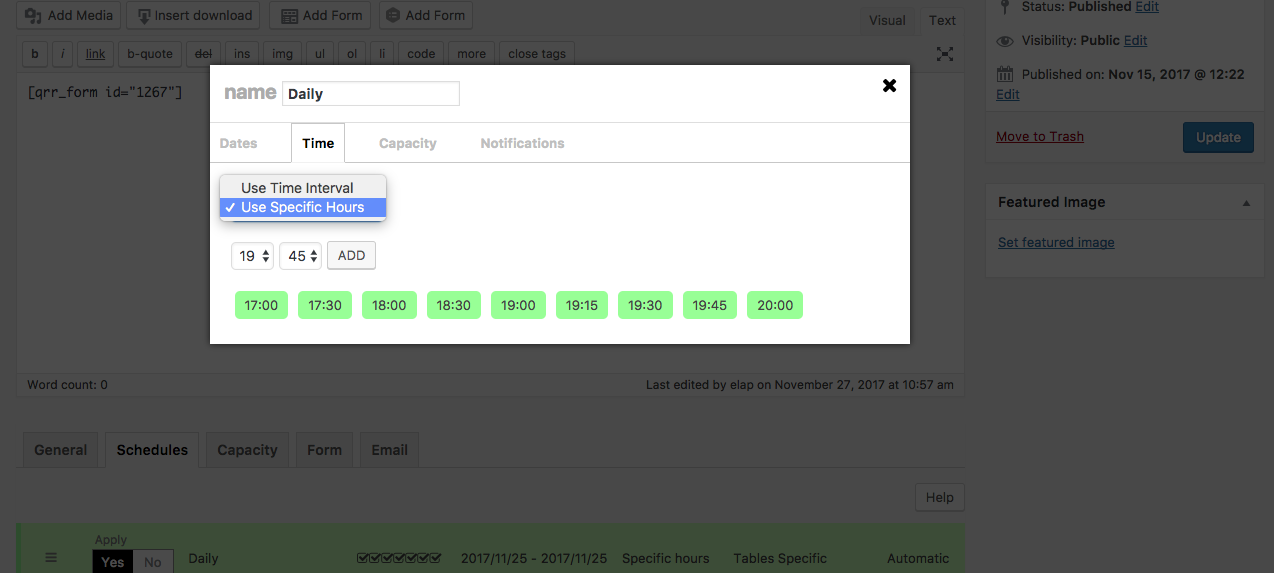 Add Media Insert download Add Form Add Form
Visual Text
b i link b-quote del ins img ul ol li code more close tags
[qrr_form id="1267"]
name Daily
Dates Time Capacity Notifications
Use Time Interval
Use Specific Hours
19 45 ADD
17:00 17:30 18:00 18:30 19:00 19:15 19:30 19:45 20:00
Word count: 0 Last edited by elap on November 27, 2017 at 10:57 am
General Schedules Capacity Form Email
Help
Apply
Yes No Daily 2017/11/25 - 2017/11/25 Specific hours Tables Specific Automatic
Status: Published Edit
Visibility: Public Edit
Published on: Nov 15, 2017 @ 12:22
Edit
Move to Trash Update
Featured Image
Set featured image